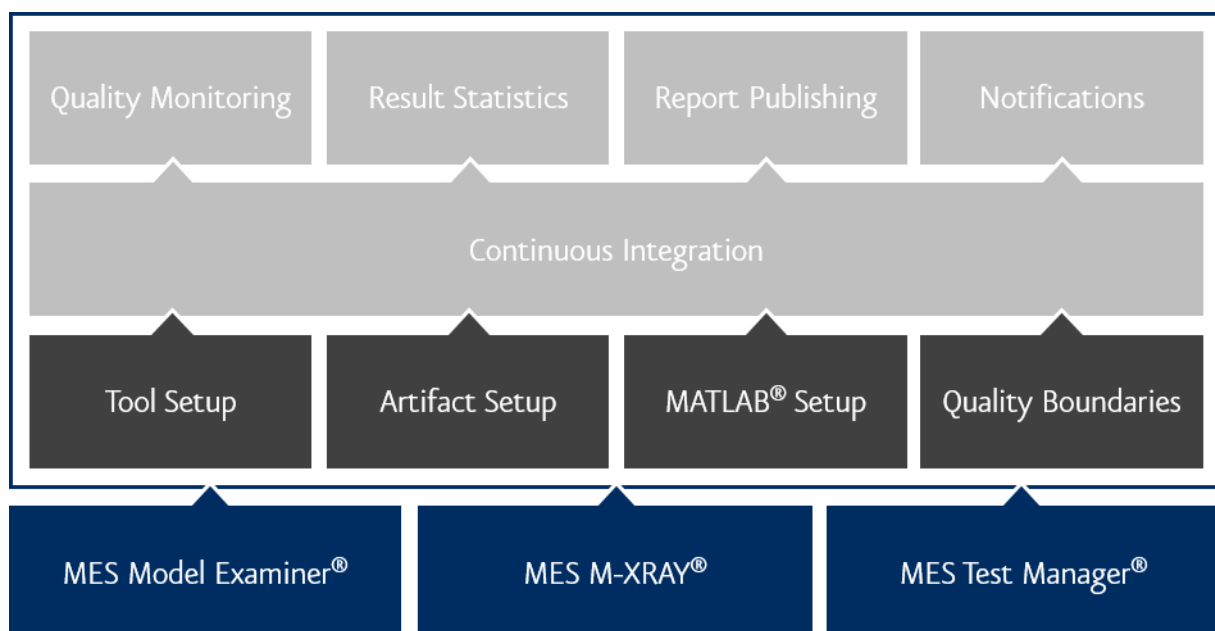 Quality Monitoring
Result Statistics
Report Publishing
Notifications
Continuous Integration
Tool Setup
Artifact Setup
MATLAB® Setup
Quality Boundaries
MES Model Examiner®
MES M-XRAY®
MES Test Manager®